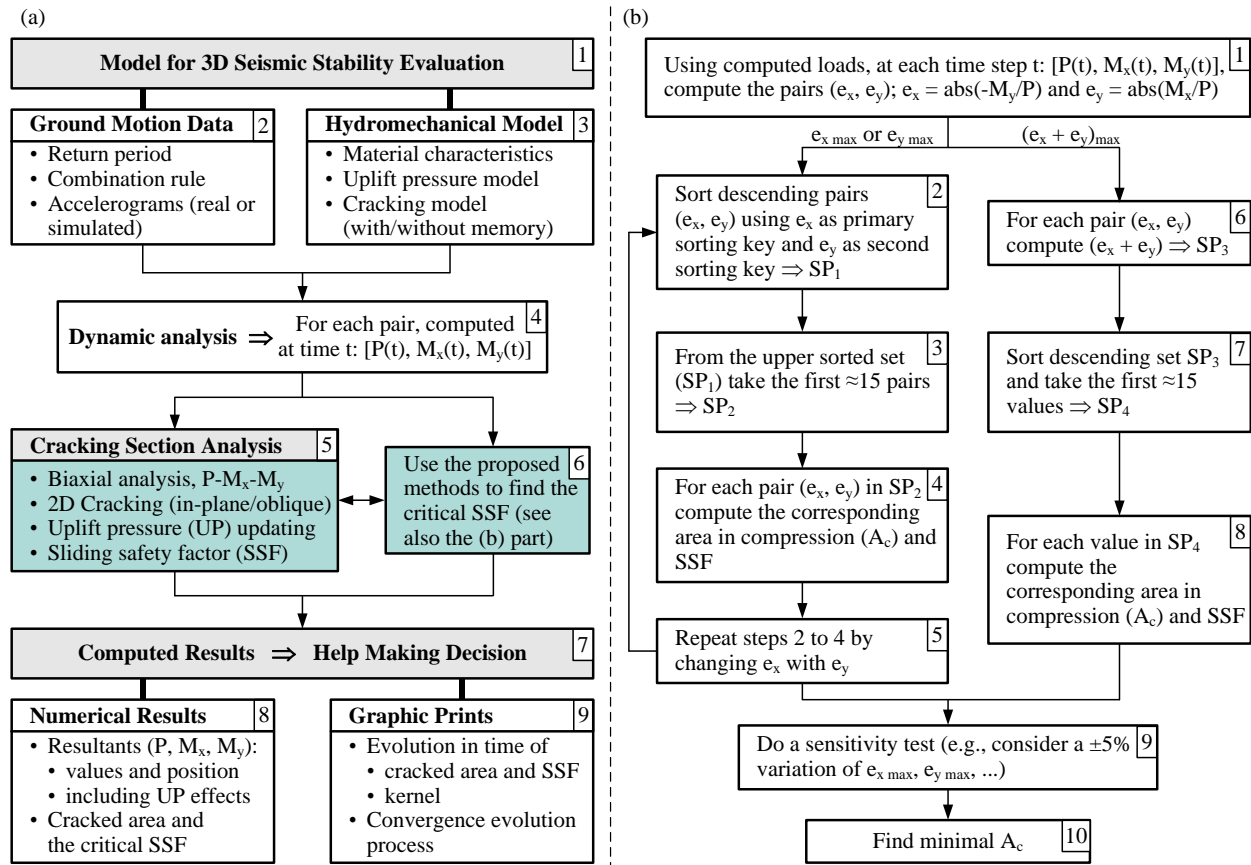 (a)
1
Model for 3D Seismic Stability Evaluation
Ground Motion Data
2
• Return period
• Combination rule
• Accelerograms (real or
simulated)
Hydromechanical Model
3
• Material characteristics
• Uplift pressure model
• Cracking model
(with/without memory)
4
Dynamic analysis ⇒ For each pair, computed
at time t: [P(t), Mx(t), My(t)]
Cracking Section Analysis
5
• Biaxial analysis, P-Mx-My
• 2D Cracking (in-plane/oblique)
• Uplift pressure (UP) updating
• Sliding safety factor (SSF)
6
Use the proposed
methods to find the
critical SSF (see
also the (b) part)
7
Computed Results ⇒ Help Making Decision
Numerical Results
8
• Resultants (P, Mx, My):
• values and position
• including UP effects
• Cracked area and
the critical SSF
Graphic Prints
9
• Evolution in time of
• cracked area and SSF
• kernel
• Convergence evolution
process
(b)
1
Using computed loads, at each time step t: [P(t), Mx(t), My(t)],
compute the pairs (ex, ey); ex = abs(-My/P) and ey = abs(Mx/P)
ex max or ey max
(ex + ey)max
2
Sort descending pairs
(ex, ey) using ex as primary
sorting key and ey as second
sorting key ⇒ SP1
3
From the upper sorted set
(SP1) take the first ≈15 pairs
⇒ SP2
4
For each pair (ex, ey) in SP2
compute the corresponding
area in compression (Ac) and
SSF
5
Repeat steps 2 to 4 by
changing ex with ey
6
For each pair (ex, ey)
compute (ex + ey) ⇒ SP3
7
Sort descending set SP3
and take the first ≈15
values ⇒ SP4
8
For each value in SP4
compute the
corresponding area in
compression (Ac) and SSF
9
Do a sensitivity test (e.g., consider a ±5%
variation of ex max, ey max, ...)
10
Find minimal Ac